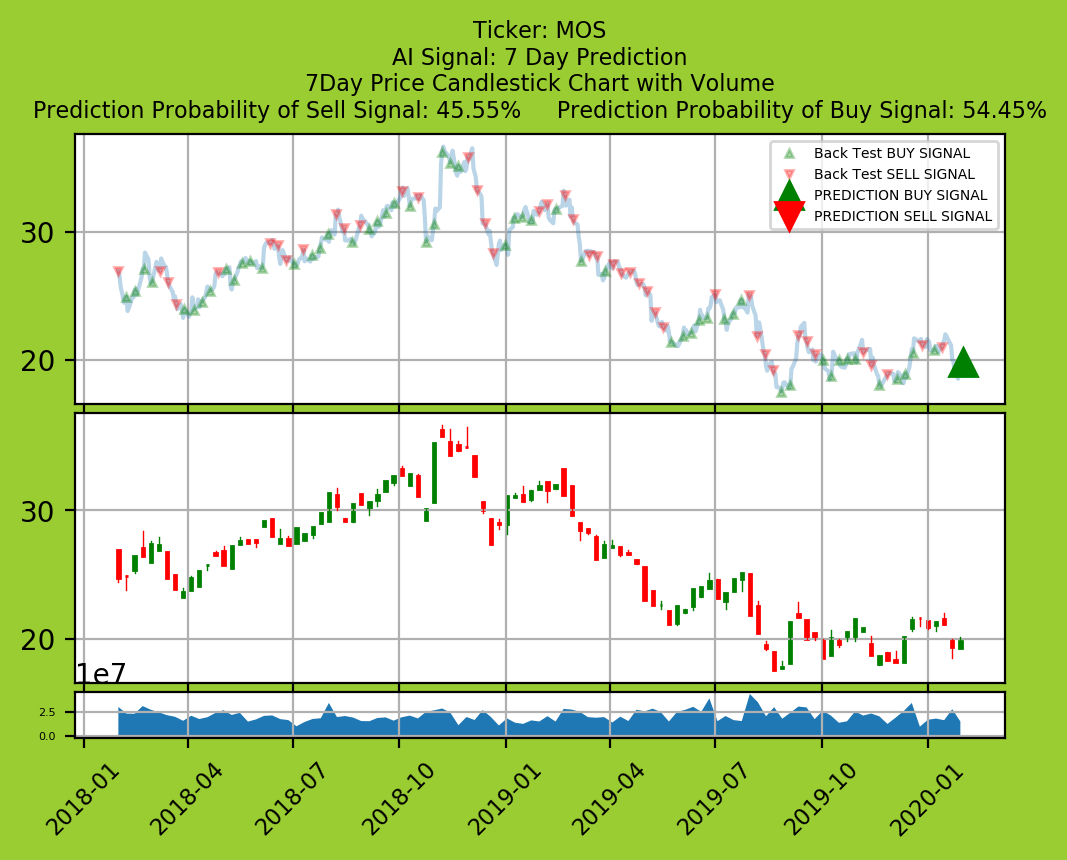 Ticker: MOS
AI Signal: 7 Day Prediction
7Day Price Candlestick Chart with Volume
Prediction Probability of Sell Signal: 45.55% Prediction Probability of Buy Signal: 54.45%
Back Test BUY SIGNAL
Back Test SELL SIGNAL
PREDICTION BUY SIGNAL
PREDICTION SELL SIGNAL
30
20
30
20
1e7
2.5
0.0
2018-01
2018-04
2018-07
2018-10
2019-01
2019-04
2019-07
2019-10
2020-01